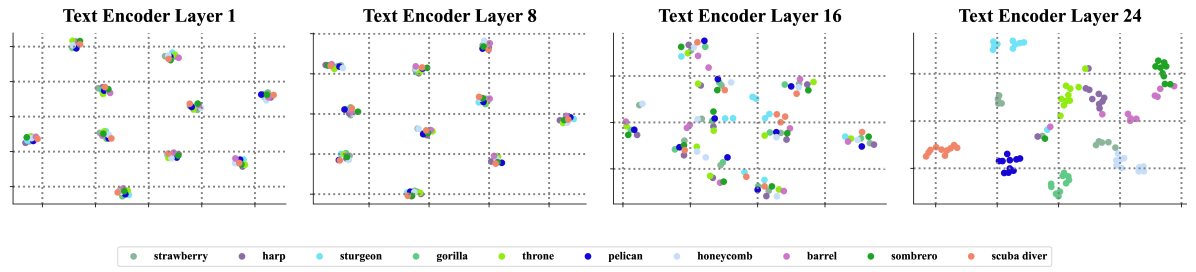 Text Encoder Layer 1 Text Encoder Layer 8 Text Encoder Layer 16 Text Encoder Layer 24
strawberry harp sturgeon gorilla throne pelican honeycomb barrel sombrero scuba diver